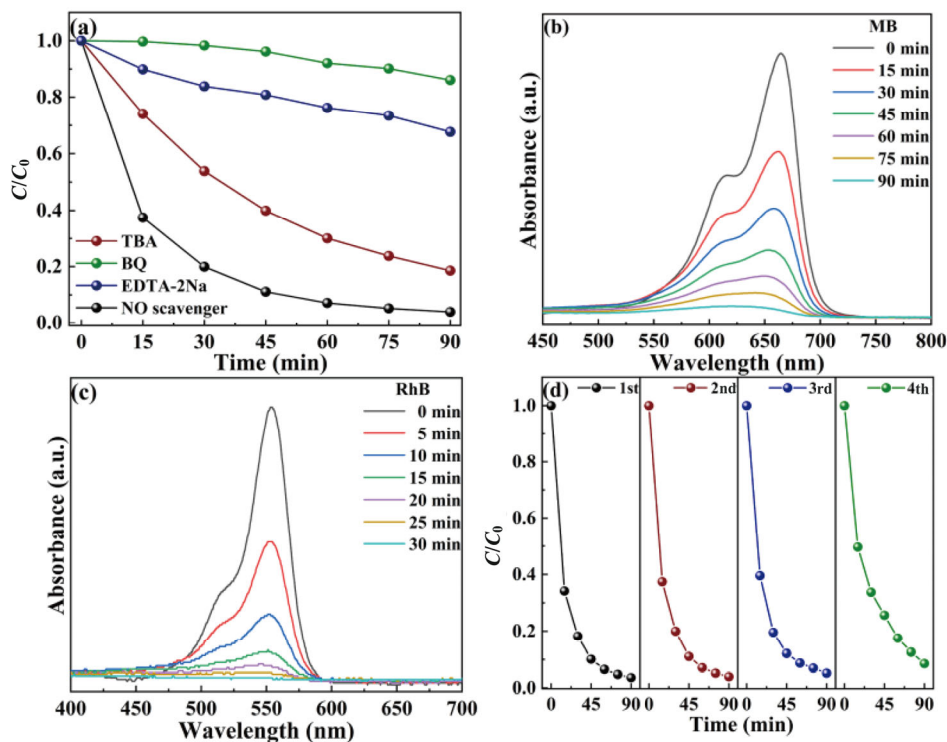 (a)
1.0
0.8
0.6
0.4
0.2
0.0
C/C0
TBA
BQ
EDTA-2Na
NO scavenger
0 15 30 45 60 75 90
Time (min)
(b)
MB
0 min
15 min
30 min
45 min
60 min
75 min
90 min
Absorbance (a.u.)
450 500 550 600 650 700 750 800
Wavelength (nm)
(c)
RhB
0 min
5 min
10 min
15 min
20 min
25 min
30 min
Absorbance (a.u.)
400 450 500 550 600 650 700
Wavelength (nm)
(d)
1st 2nd 3rd 4th
1.0
0.8
0.6
0.4
0.2
0.0
C/C0
0 45 90 0 45 90 0 45 90 0 45 90
Time (min)